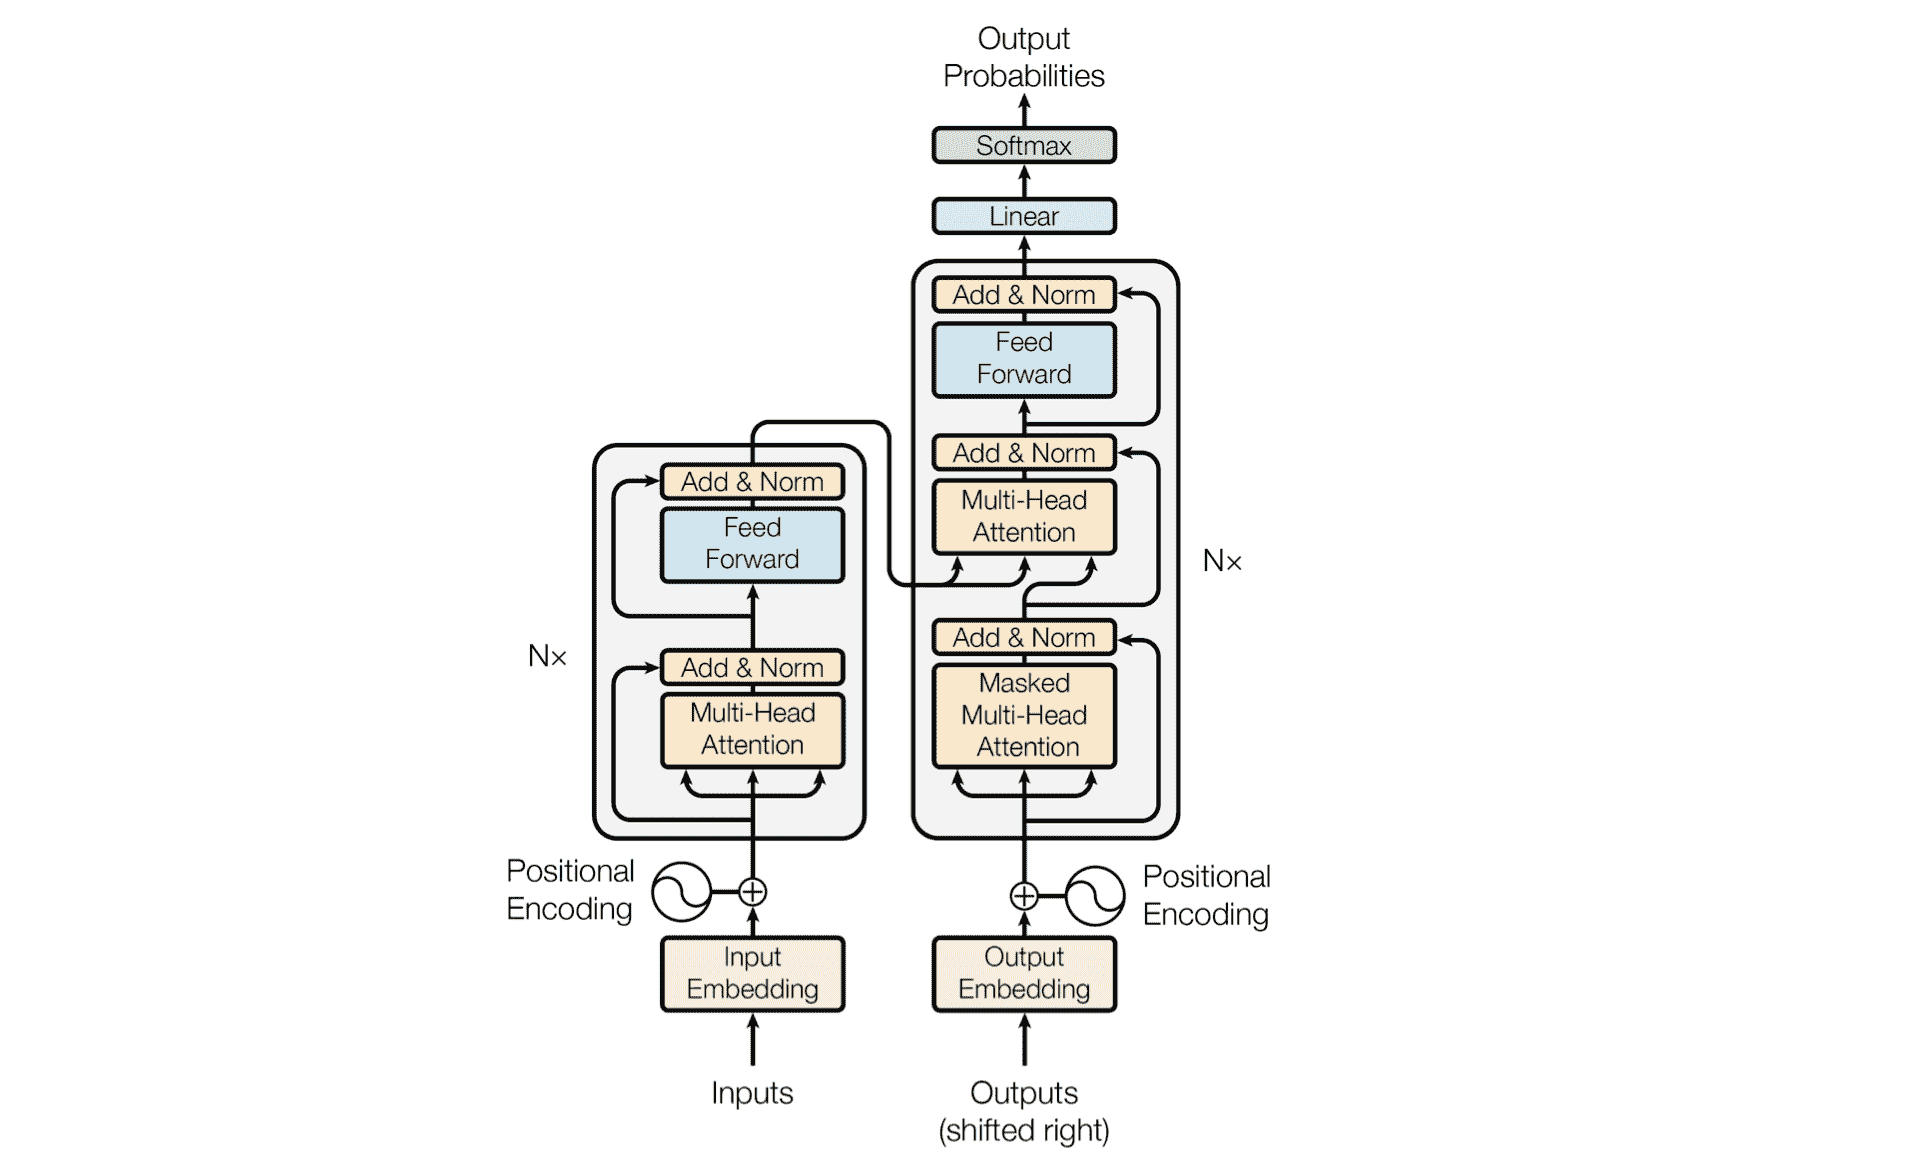 Output
Probabilities
Softmax
Linear
Add & Norm
Feed
Forward
Add & Norm
Multi-Head
Attention
Nx
Add & Norm
Masked
Multi-Head
Attention
Add & Norm
Feed
Forward
Nx
Add & Norm
Multi-Head
Attention
Positional
Encoding
Positional
Encoding
Input
Embedding
Output
Embedding
Inputs
Outputs
(shifted right)